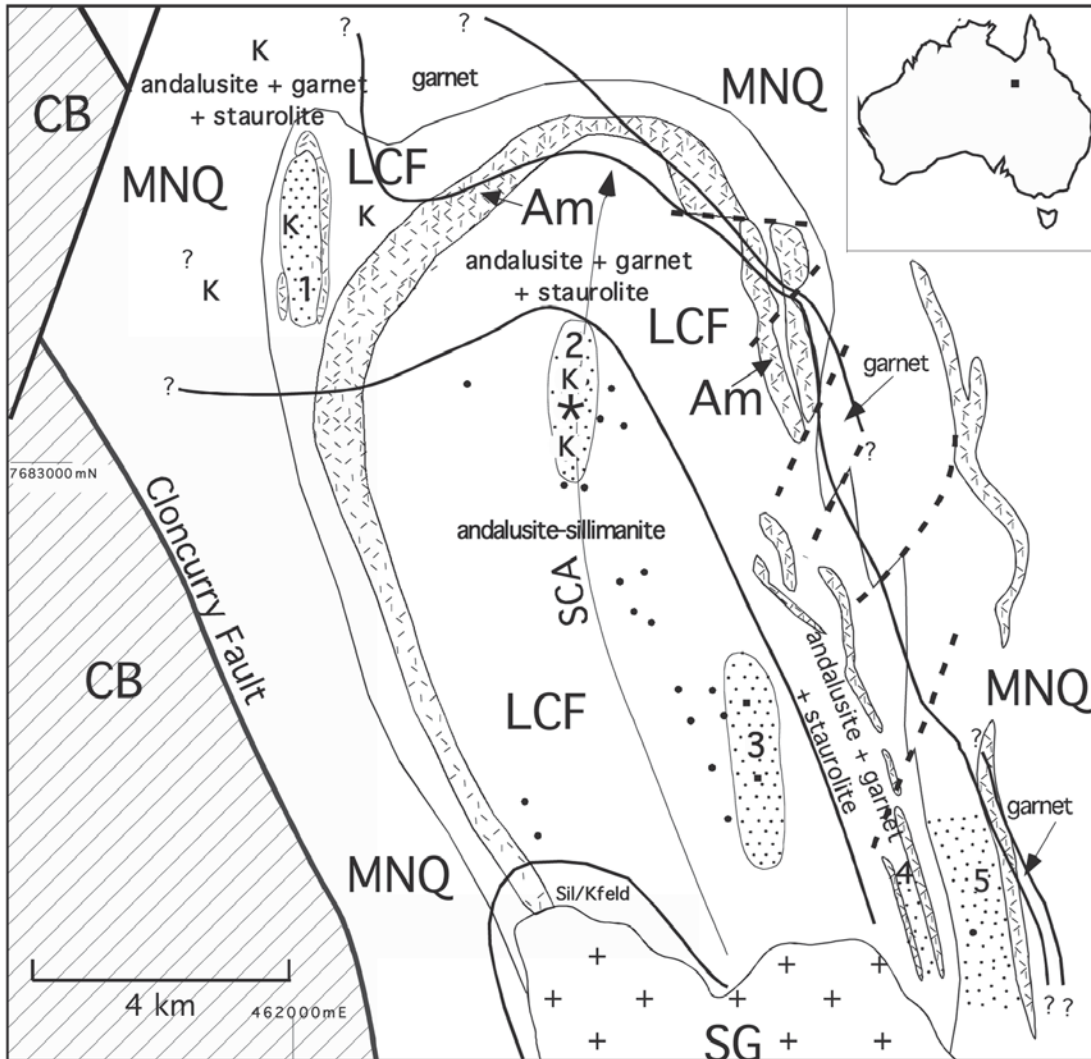 ?
?
K
andalusite + garnet
+ staurolite
garnet
MNQ
CB
MNQ
LCF
K
K
Am
?
K
1
andalusite + garnet
+ staurolite
LCF
2
K
*
K
?
garnet
Am
?
7683000mN
Cloncurry Fault
andalusite-sillimanite
SCA
CB
LCF
3
andalusite + garnet
+ staurolite
MNQ
?
garnet
MNQ
Sil/Kfeld
4
5
4 km
462000mE
SG
? ?